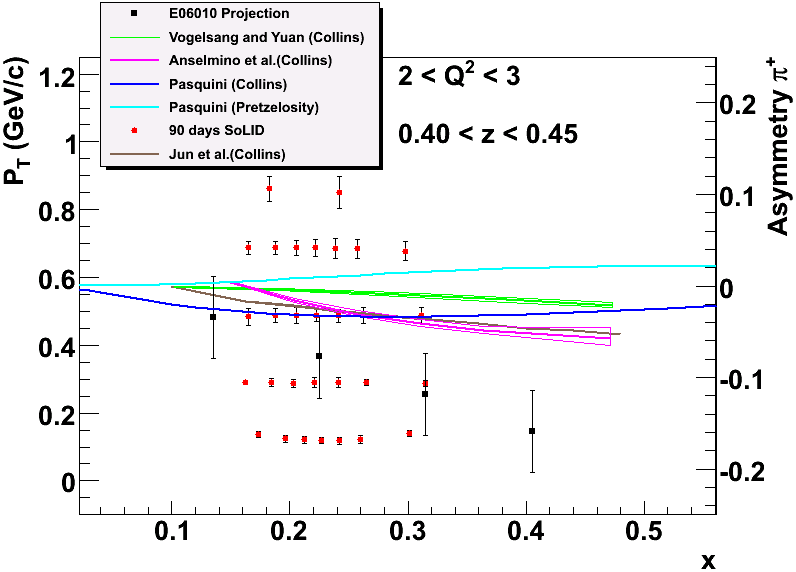 E06010 Projection
Vogelsang and Yuan (Collins)
Anselmino et al.(Collins)
Pasquini (Collins)
Pasquini (Pretzelosity)
90 days SoLID
Jun et al.(Collins)
2 < Q² < 3
0.40 < z < 0.45
P_T (GeV/c)
1.2
1
0.8
0.6
0.4
0.2
0
Asymmetry π⁺
0.2
0.1
0
-0.1
-0.2
0.1
0.2
0.3
0.4
0.5
x